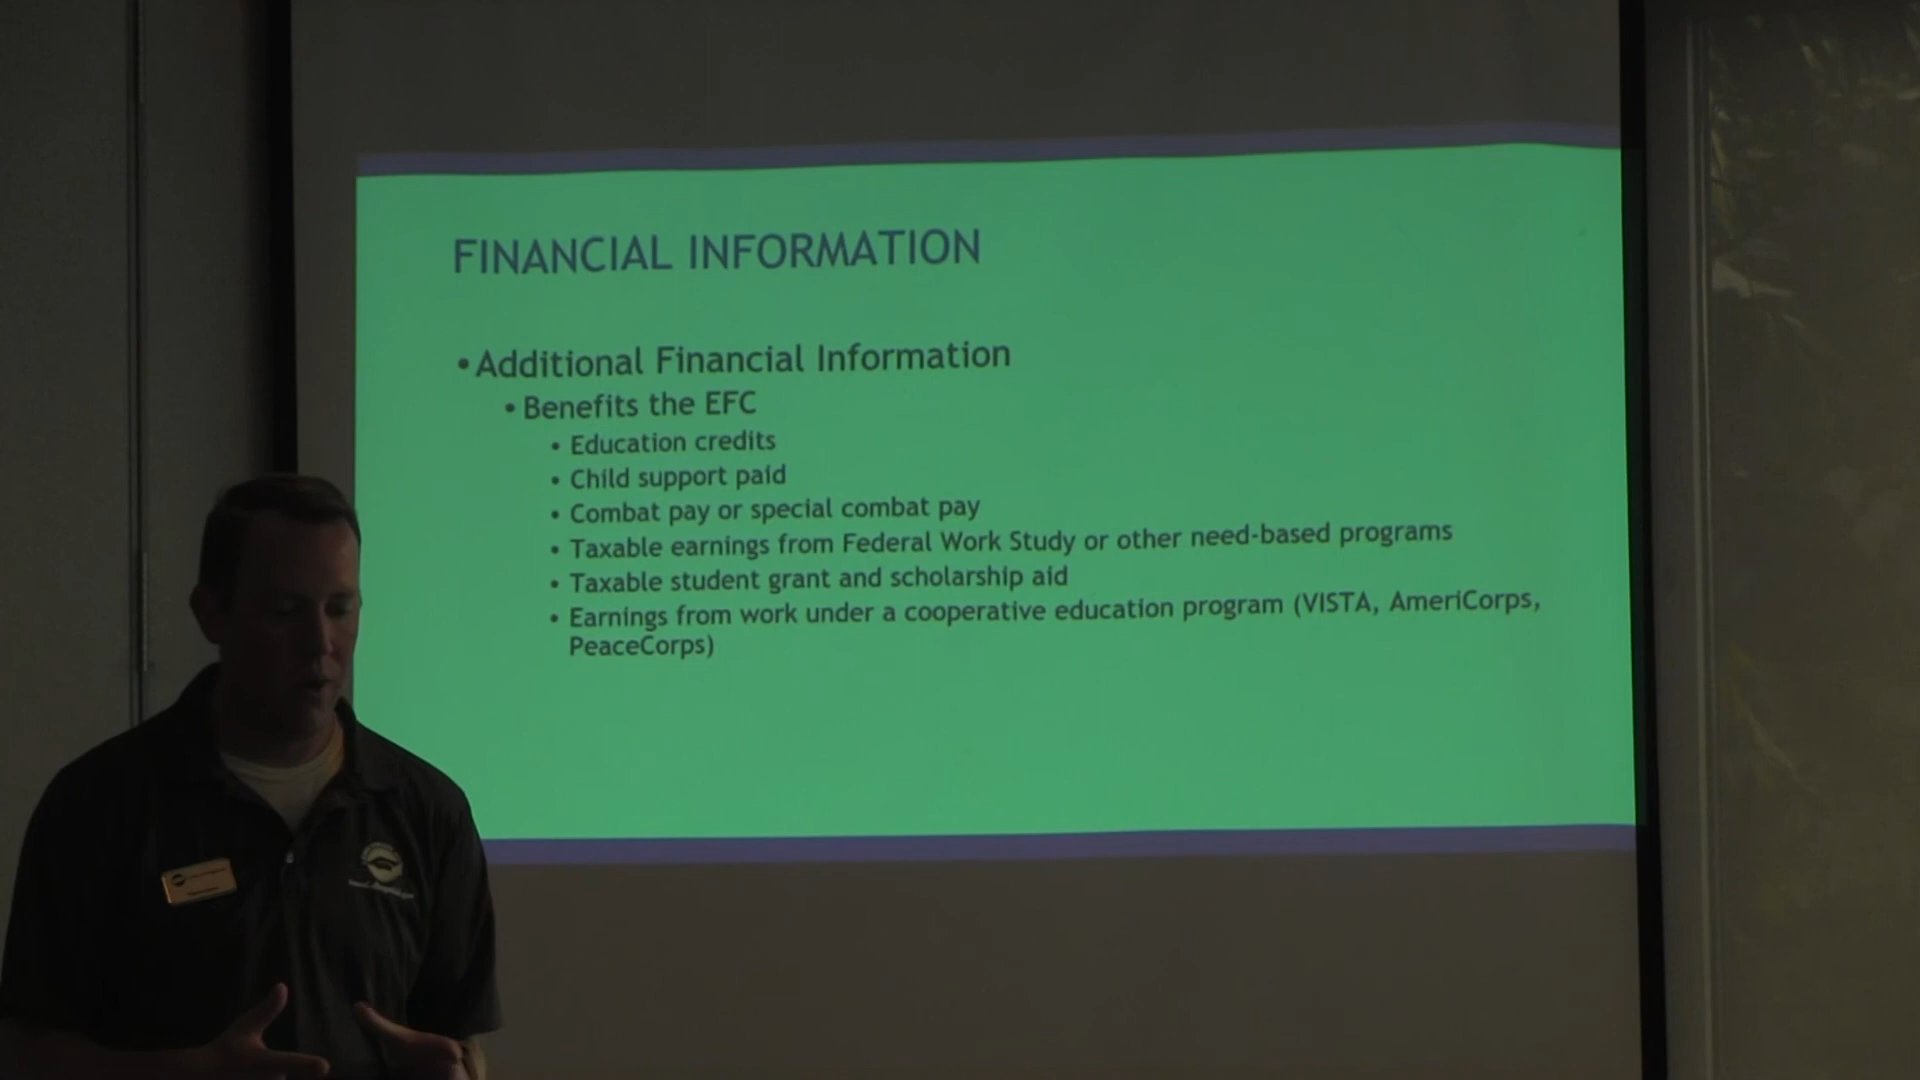 FINANCIAL INFORMATION
• Additional Financial Information
• Benefits the EFC
• Education credits
• Child support paid
• Combat pay or special combat pay
• Taxable earnings from Federal Work Study or other need-based programs
• Taxable student grant and scholarship aid
• Earnings from work under a cooperative education program (VISTA, AmeriCorps,
PeaceCorps)